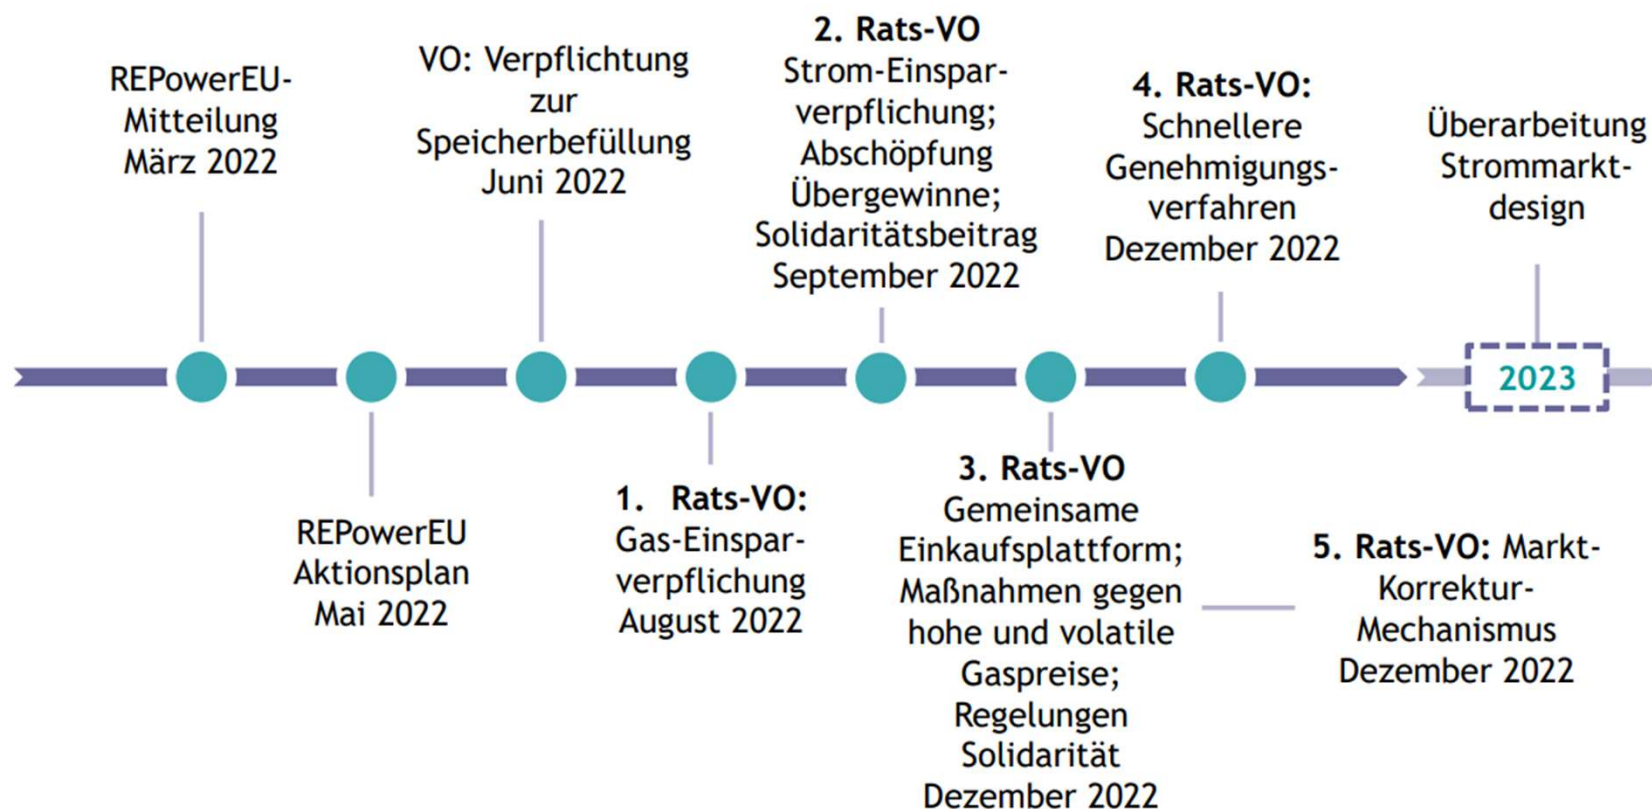 REPowerEU-
Mitteilung
März 2022
REPowerEU
Aktionsplan
Mai 2022
VO: Verpflichtung
zur
Speicherbefüllung
Juni 2022
1. Rats-VO:
Gas-Einspar-
verpflichung
August 2022
2. Rats-VO
Strom-Einspar-
verpflichung;
Abschöpfung
Übergewinne;
Solidaritätsbeitrag
September 2022
3. Rats-VO
Gemeinsame
Einkaufsplattform;
Maßnahmen gegen
hohe und volatile
Gaspreise;
Regelungen
Solidarität
Dezember 2022
4. Rats-VO:
Schnellere
Genehmigungs-
verfahren
Dezember 2022
5. Rats-VO: Markt-
Korrektur-
Mechanismus
Dezember 2022
Überarbeitung
Strommarkt-
design
2023